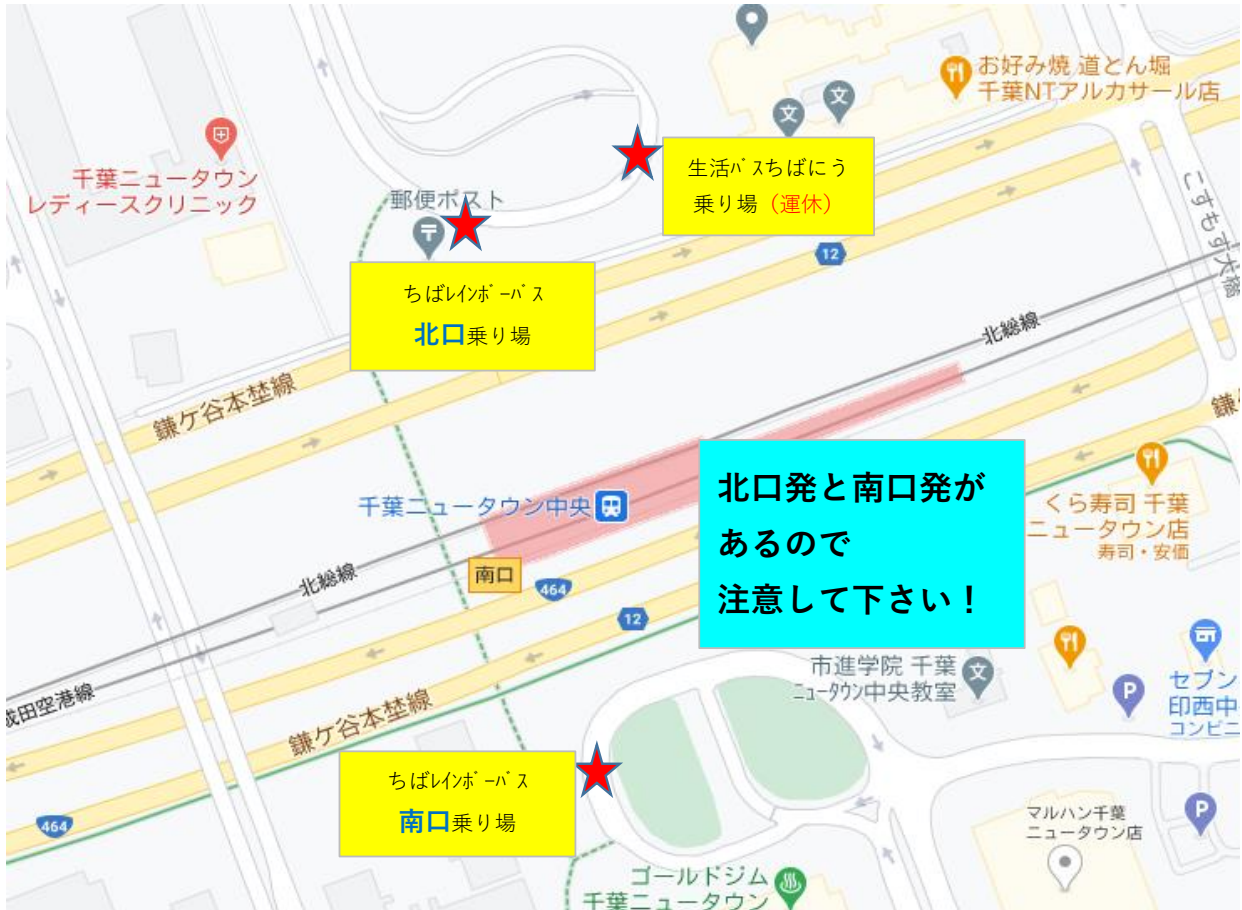 お好み焼 道とん堀
千葉NTアルカサール店
文
文
千葉ニュータウン
レディースクリニック
郵便ポスト
生活バスちばにう
乗り場（運休）
こすもす大橋
12
ちばレインボーバス
北口乗り場
北総線
鎌ケ谷本埜線
鎌ケ
北口発と南口発が
あるので
注意して下さい！
くら寿司 千葉
ニュータウン店
寿司・安価
千葉ニュータウン中央
南口
464
北総線
12
市進学院 千葉
ニュータウン中央教室
文
P
セブン
印西中
コンビニ
成田空港線
鎌ケ谷本埜線
ちばレインボーバス
南口乗り場
464
マルハン千葉
ニュータウン店
P
ゴールドジム
千葉ニュータウン